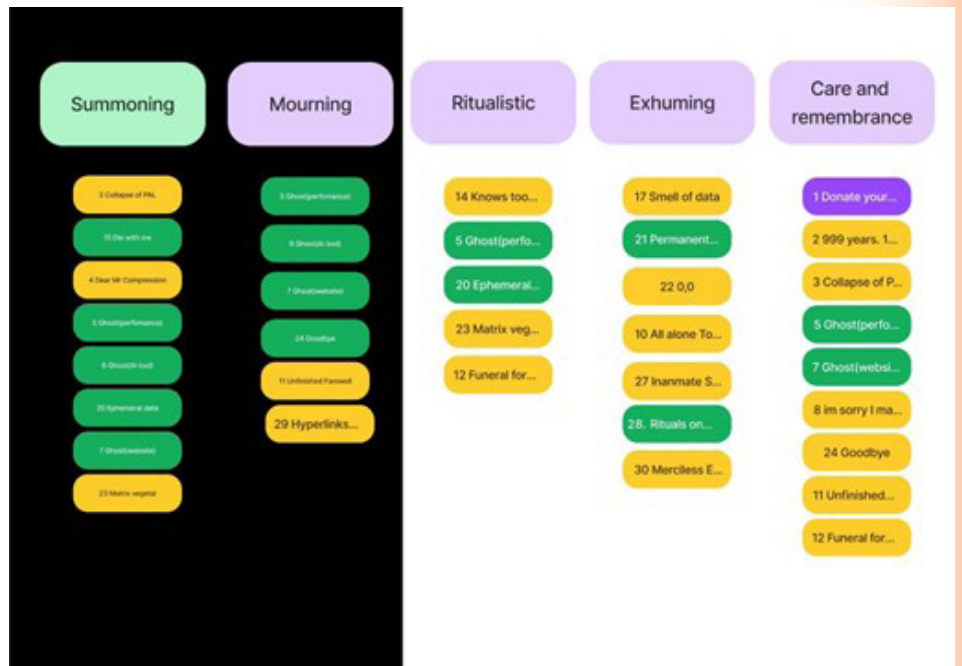 Summoning
3 Collapse of PAL
15 Die with me
4 Dear Mr Compression
5 Ghost(perfomance)
6 Ghost(AI tool)
20 Ephemeral data
7 Ghost(website)
23 Matrix vegetal
Mourning
5 Ghost(perfomance)
6 Ghost(AI tool)
7 Ghost(website)
24 Goodbye
11 Unfinished Farewell
29 Hyperlinks...
Ritualistic
14 Knows too...
5 Ghost(perfo...
20 Ephemeral...
23 Matrix veg...
12 Funeral for...
Exhuming
17 Smell of data
21 Permanent...
22 0,0
10 All alone To...
27 Inanmate S...
28. Rituals on...
30 Merciless E...
Care and
remembrance
1 Donate your...
2 999 years. 1...
3 Collapse of P...
5 Ghost(perfo...
7 Ghost(websi...
8 im sorry I ma...
24 Goodbye
11 Unfinished...
12 Funeral for...